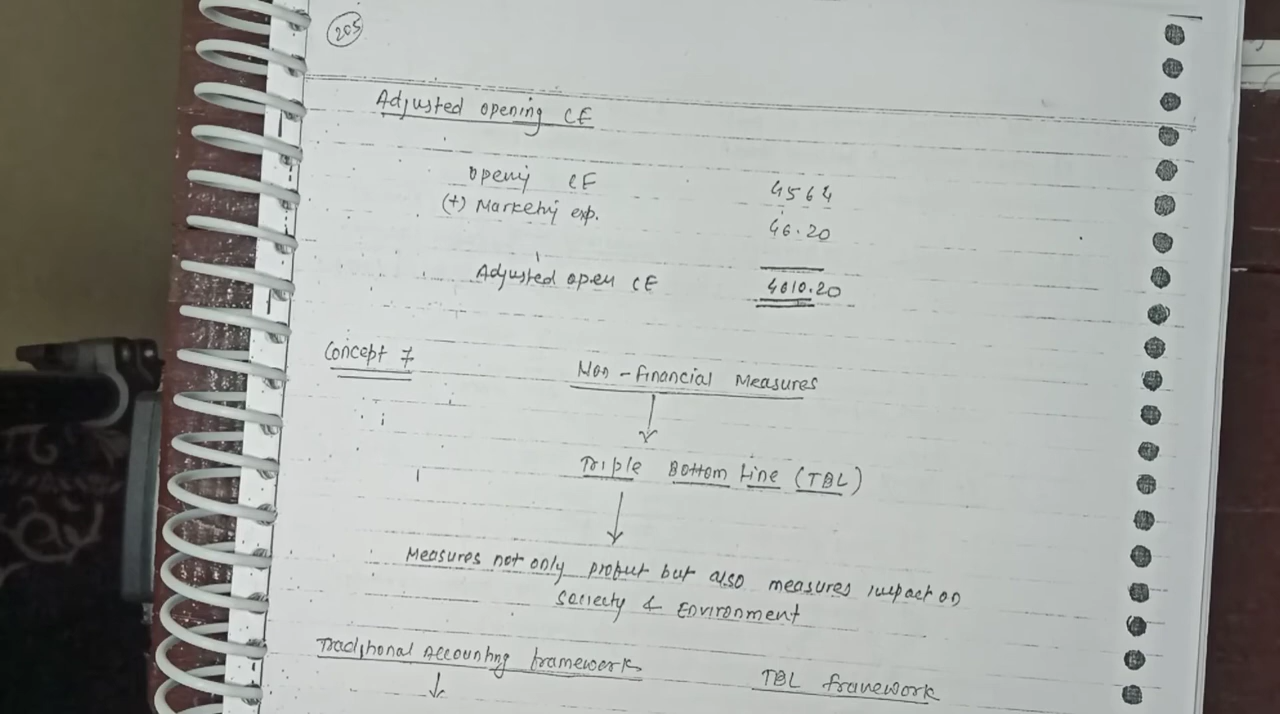 205
Adjusted opening CE
Openy CE 4564
(+) Markety exp. 46.20
Adjusted open CE 4610.20
Concept 7
Non-Financial Measures
Triple Bottom Line (TBL)
Measures not only profit but also measures impact on
Society & Environment
Traditional Accounting framework TBL framework